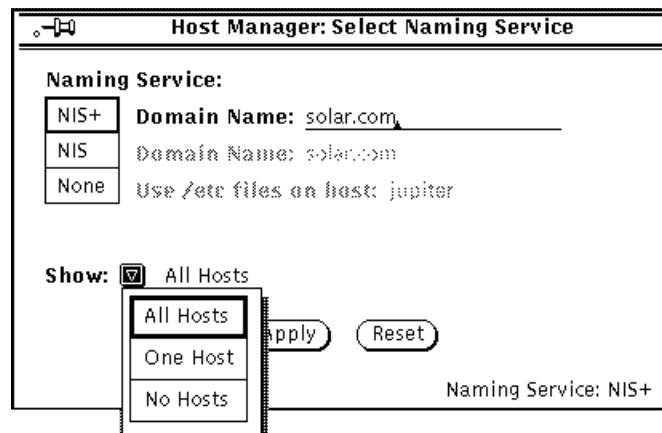 Host Manager: Select Naming Service
Naming Service:
NIS+ Domain Name: solar.com
NIS Domain Name: solar.com
None Use /etc files on host: jupiter
Show: All Hosts
All Hosts
pply Reset
One Host
No Hosts
Naming Service: NIS+